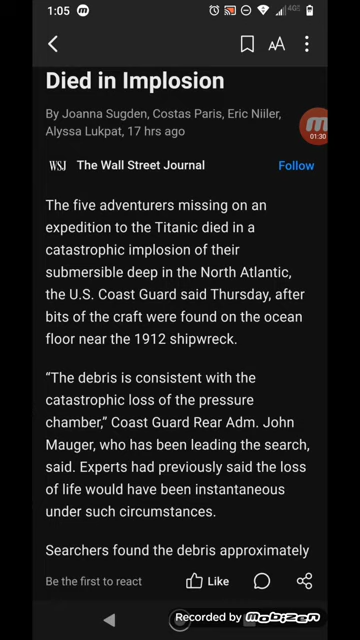 1:05
4GE
Died in Implosion
By Joanna Sugden, Costas Paris, Eric Niiler,
Alyssa Lukpat, 17 hrs ago
01:30
WSJ The Wall Street Journal Follow
The five adventurers missing on an
expedition to the Titanic died in a
catastrophic implosion of their
submersible deep in the North Atlantic,
the U.S. Coast Guard said Thursday, after
bits of the craft were found on the ocean
floor near the 1912 shipwreck.
“The debris is consistent with the
catastrophic loss of the pressure
chamber,” Coast Guard Rear Adm. John
Mauger, who has been leading the search,
said. Experts had previously said the loss
of life would have been instantaneous
under such circumstances.
Searchers found the debris approximately
Be the first to react Like
Recorded by mobizen